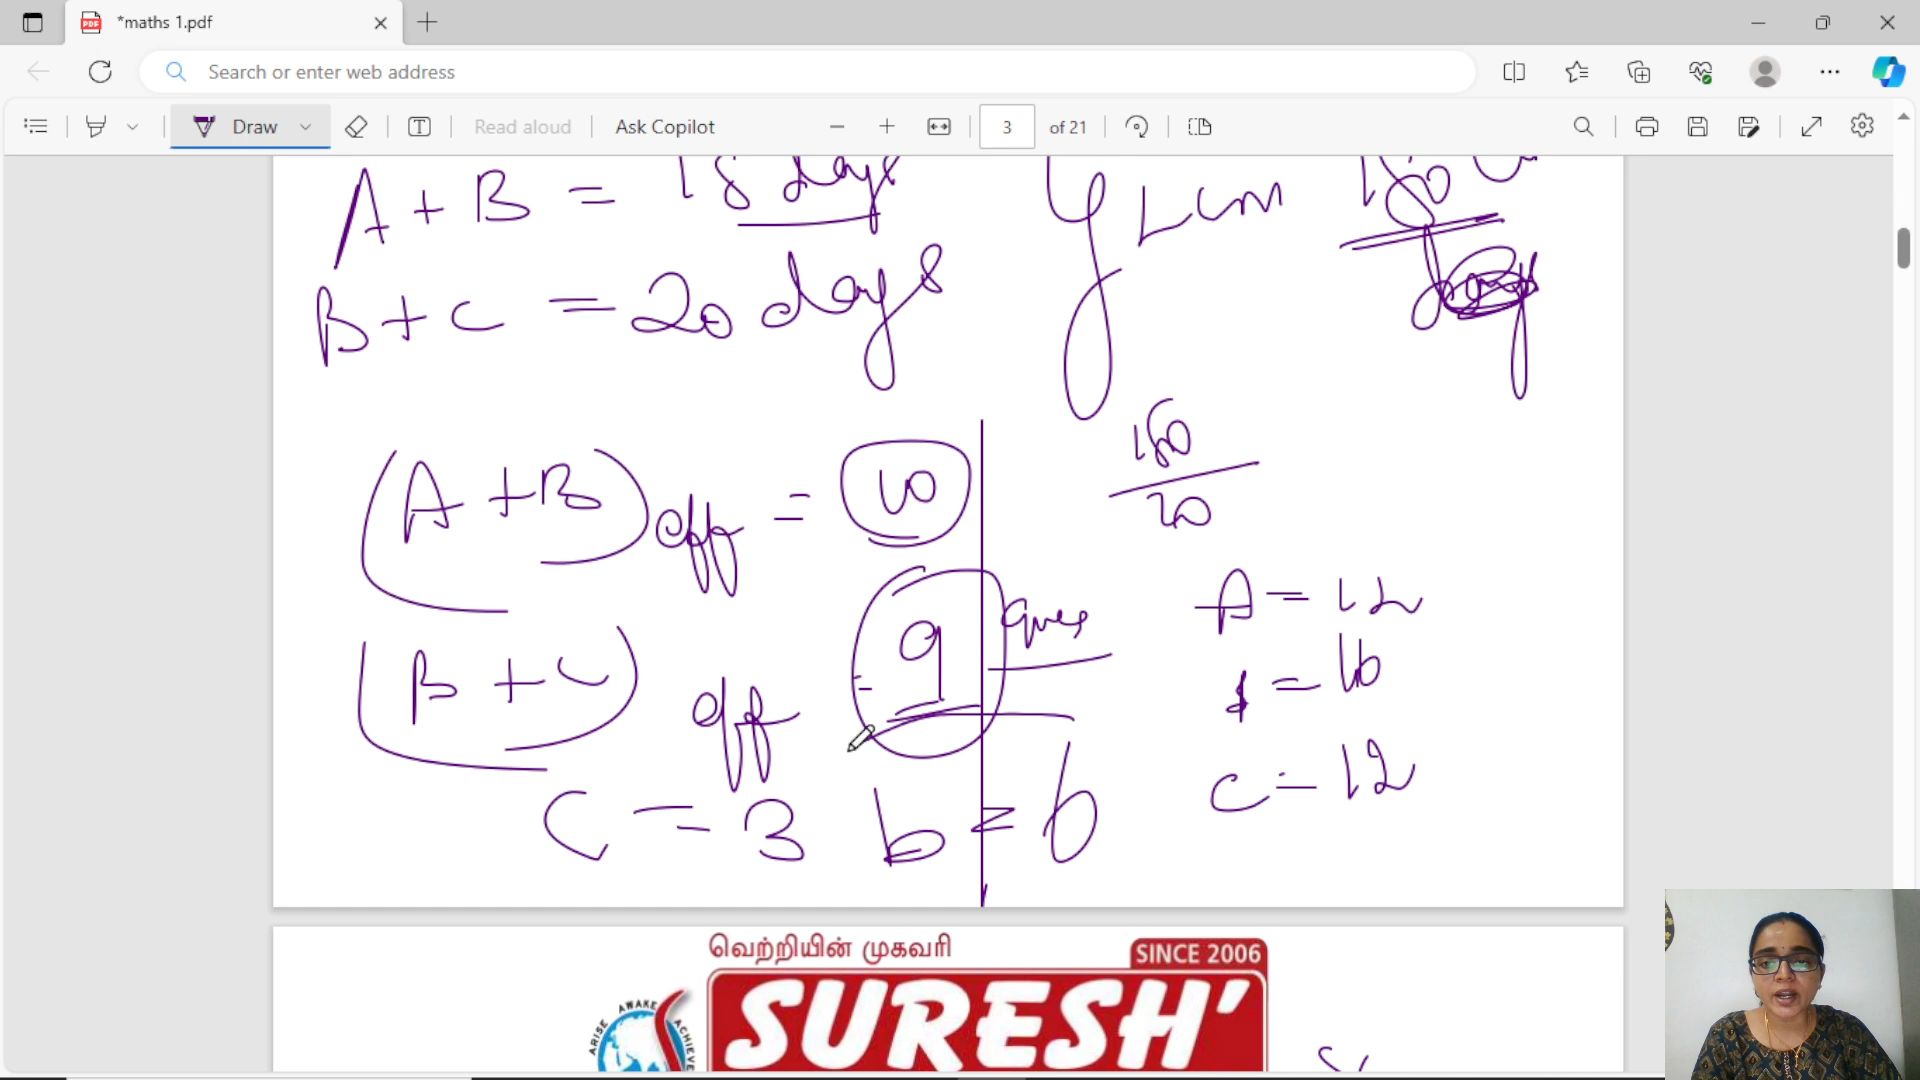 *maths 1.pdf
Search or enter web address
Draw
Read aloud
Ask Copilot
3 of 21
A + B = 18 days
LCM 180
B + C = 20 days
(A + B) eff = 10
180
20
(B + C) eff = 9 ques
A = 12
= 16
C = 12
C = 3 b = 6
வெற்றியின் முகவரி
SINCE 2006
ARISE AWAKE ACHIEVE
SURESH'